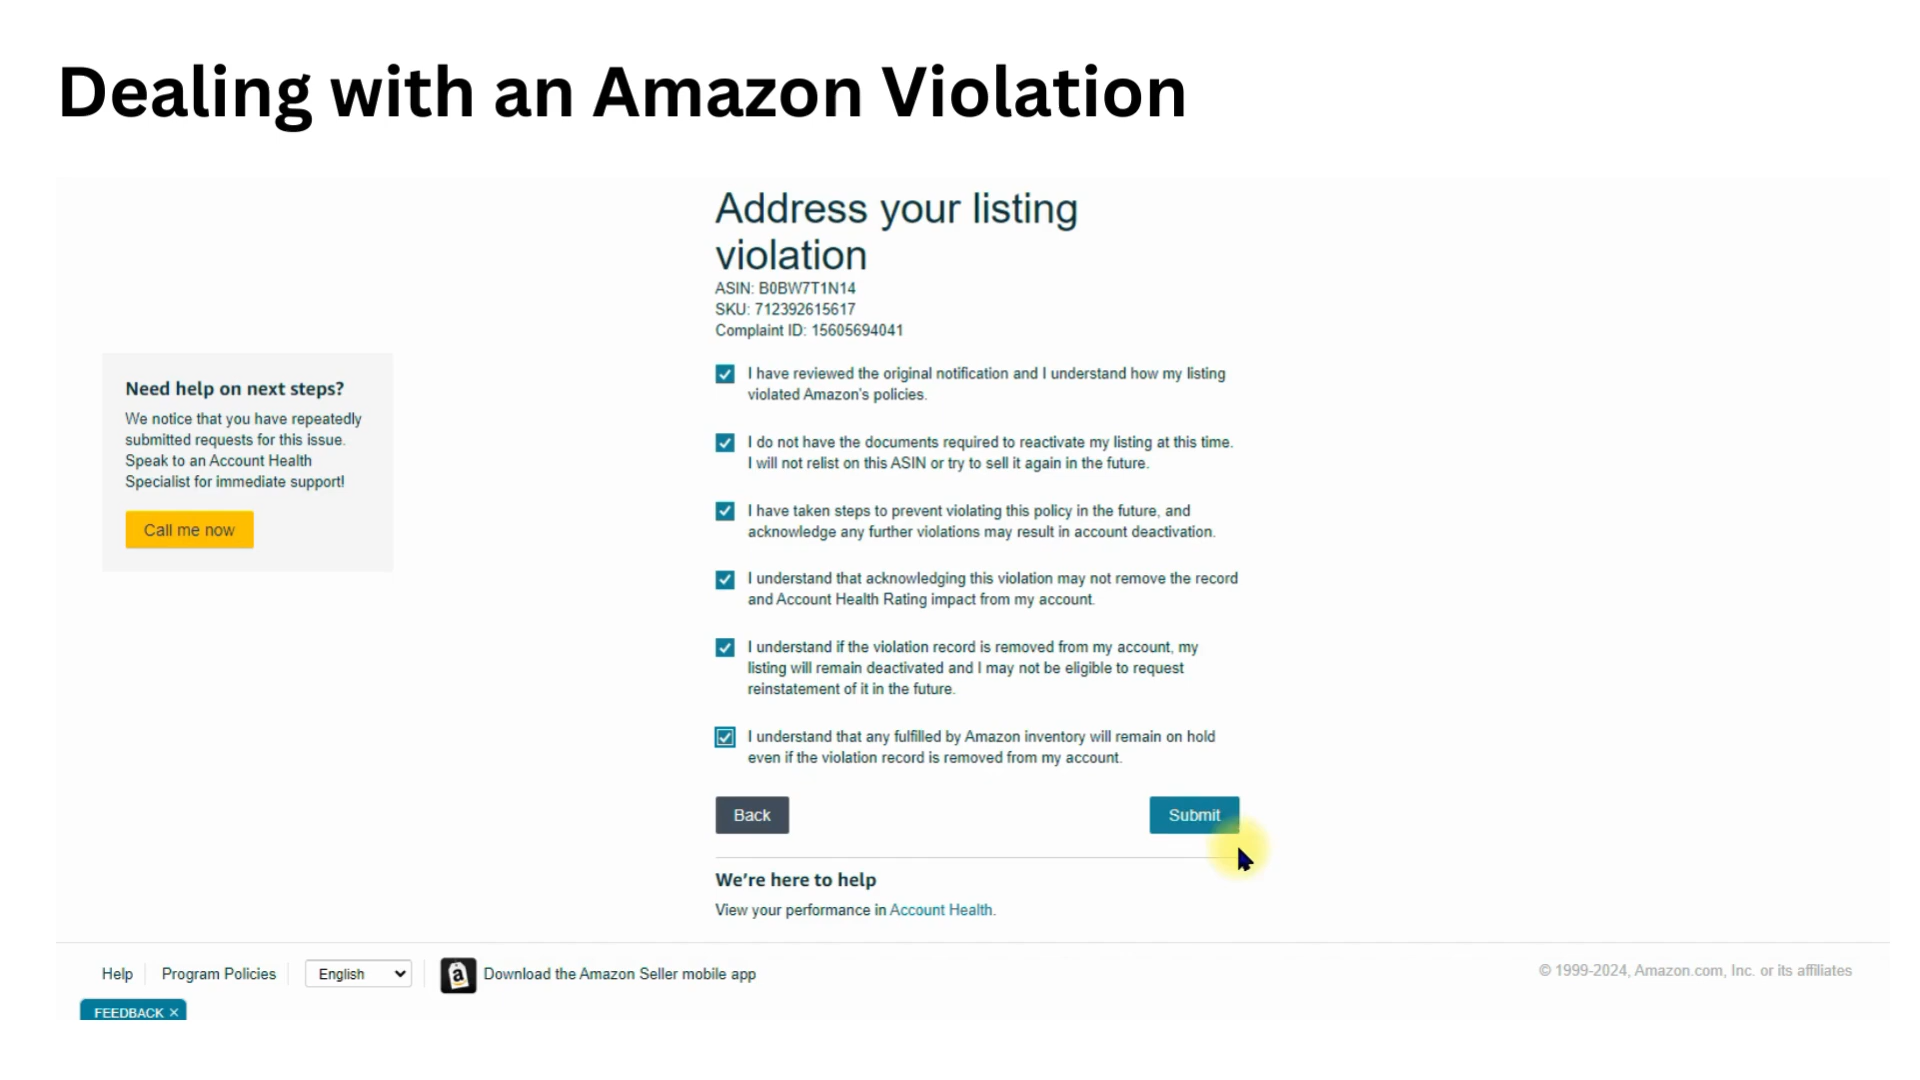 Dealing with an Amazon Violation
Address your listing
violation
ASIN: B0BW7T1N14
SKU: 712392615617
Complaint ID: 15605694041
Need help on next steps?
We notice that you have repeatedly
submitted requests for this issue.
Speak to an Account Health
Specialist for immediate support!
Call me now
I have reviewed the original notification and I understand how my listing
violated Amazon's policies.
I do not have the documents required to reactivate my listing at this time.
I will not relist on this ASIN or try to sell it again in the future.
I have taken steps to prevent violating this policy in the future, and
acknowledge any further violations may result in account deactivation.
I understand that acknowledging this violation may not remove the record
and Account Health Rating impact from my account.
I understand if the violation record is removed from my account, my
listing will remain deactivated and I may not be eligible to request
reinstatement of it in the future.
I understand that any fulfilled by Amazon inventory will remain on hold
even if the violation record is removed from my account.
Back
Submit
We're here to help
View your performance in Account Health.
Help
Program Policies
English
a
Download the Amazon Seller mobile app
© 1999-2024, Amazon.com, Inc. or its affiliates
FEEDBACK ×